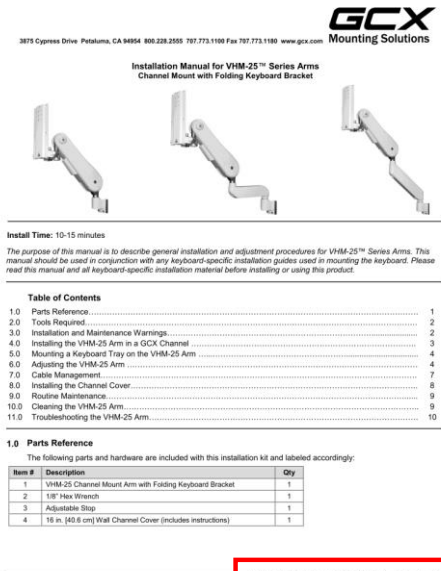 GCX
Mounting Solutions
3875 Cypress Drive Petaluma, CA 94954 800.228.2555 707.773.1100 Fax 707.773.1180 www.gcx.com
Installation Manual for VHM-25™ Series Arms
Channel Mount with Folding Keyboard Bracket
Install Time: 10-15 minutes
The purpose of this manual is to describe general installation and adjustment procedures for VHM-25™ Series Arms. This
manual should be used in conjunction with any keyboard-specific installation guides used in mounting the keyboard. Please
read this manual and all keyboard-specific installation material before installing or using this product.
Table of Contents
1.0 Parts Reference 1
2.0 Tools Required 2
3.0 Installation and Maintenance Warnings 2
4.0 Installing the VHM-25 Arm in a GCX Channel 3
5.0 Mounting a Keyboard Tray on the VHM-25 Arm 4
6.0 Adjusting the VHM-25 Arm 4
7.0 Cable Management 7
8.0 Installing the Channel Cover 8
9.0 Routine Maintenance 9
10.0 Cleaning the VHM-25 Arm 9
11.0 Troubleshooting the VHM-25 Arm 10
1.0 Parts Reference
The following parts and hardware are included with this installation kit and labeled accordingly:
Item # Description Qty
1 VHM-25 Channel Mount Arm with Folding Keyboard Bracket 1
2 1/8" Hex Wrench 1
3 Adjustable Stop 1
4 16 in. [40.6 cm] Wall Channel Cover (includes instructions) 1